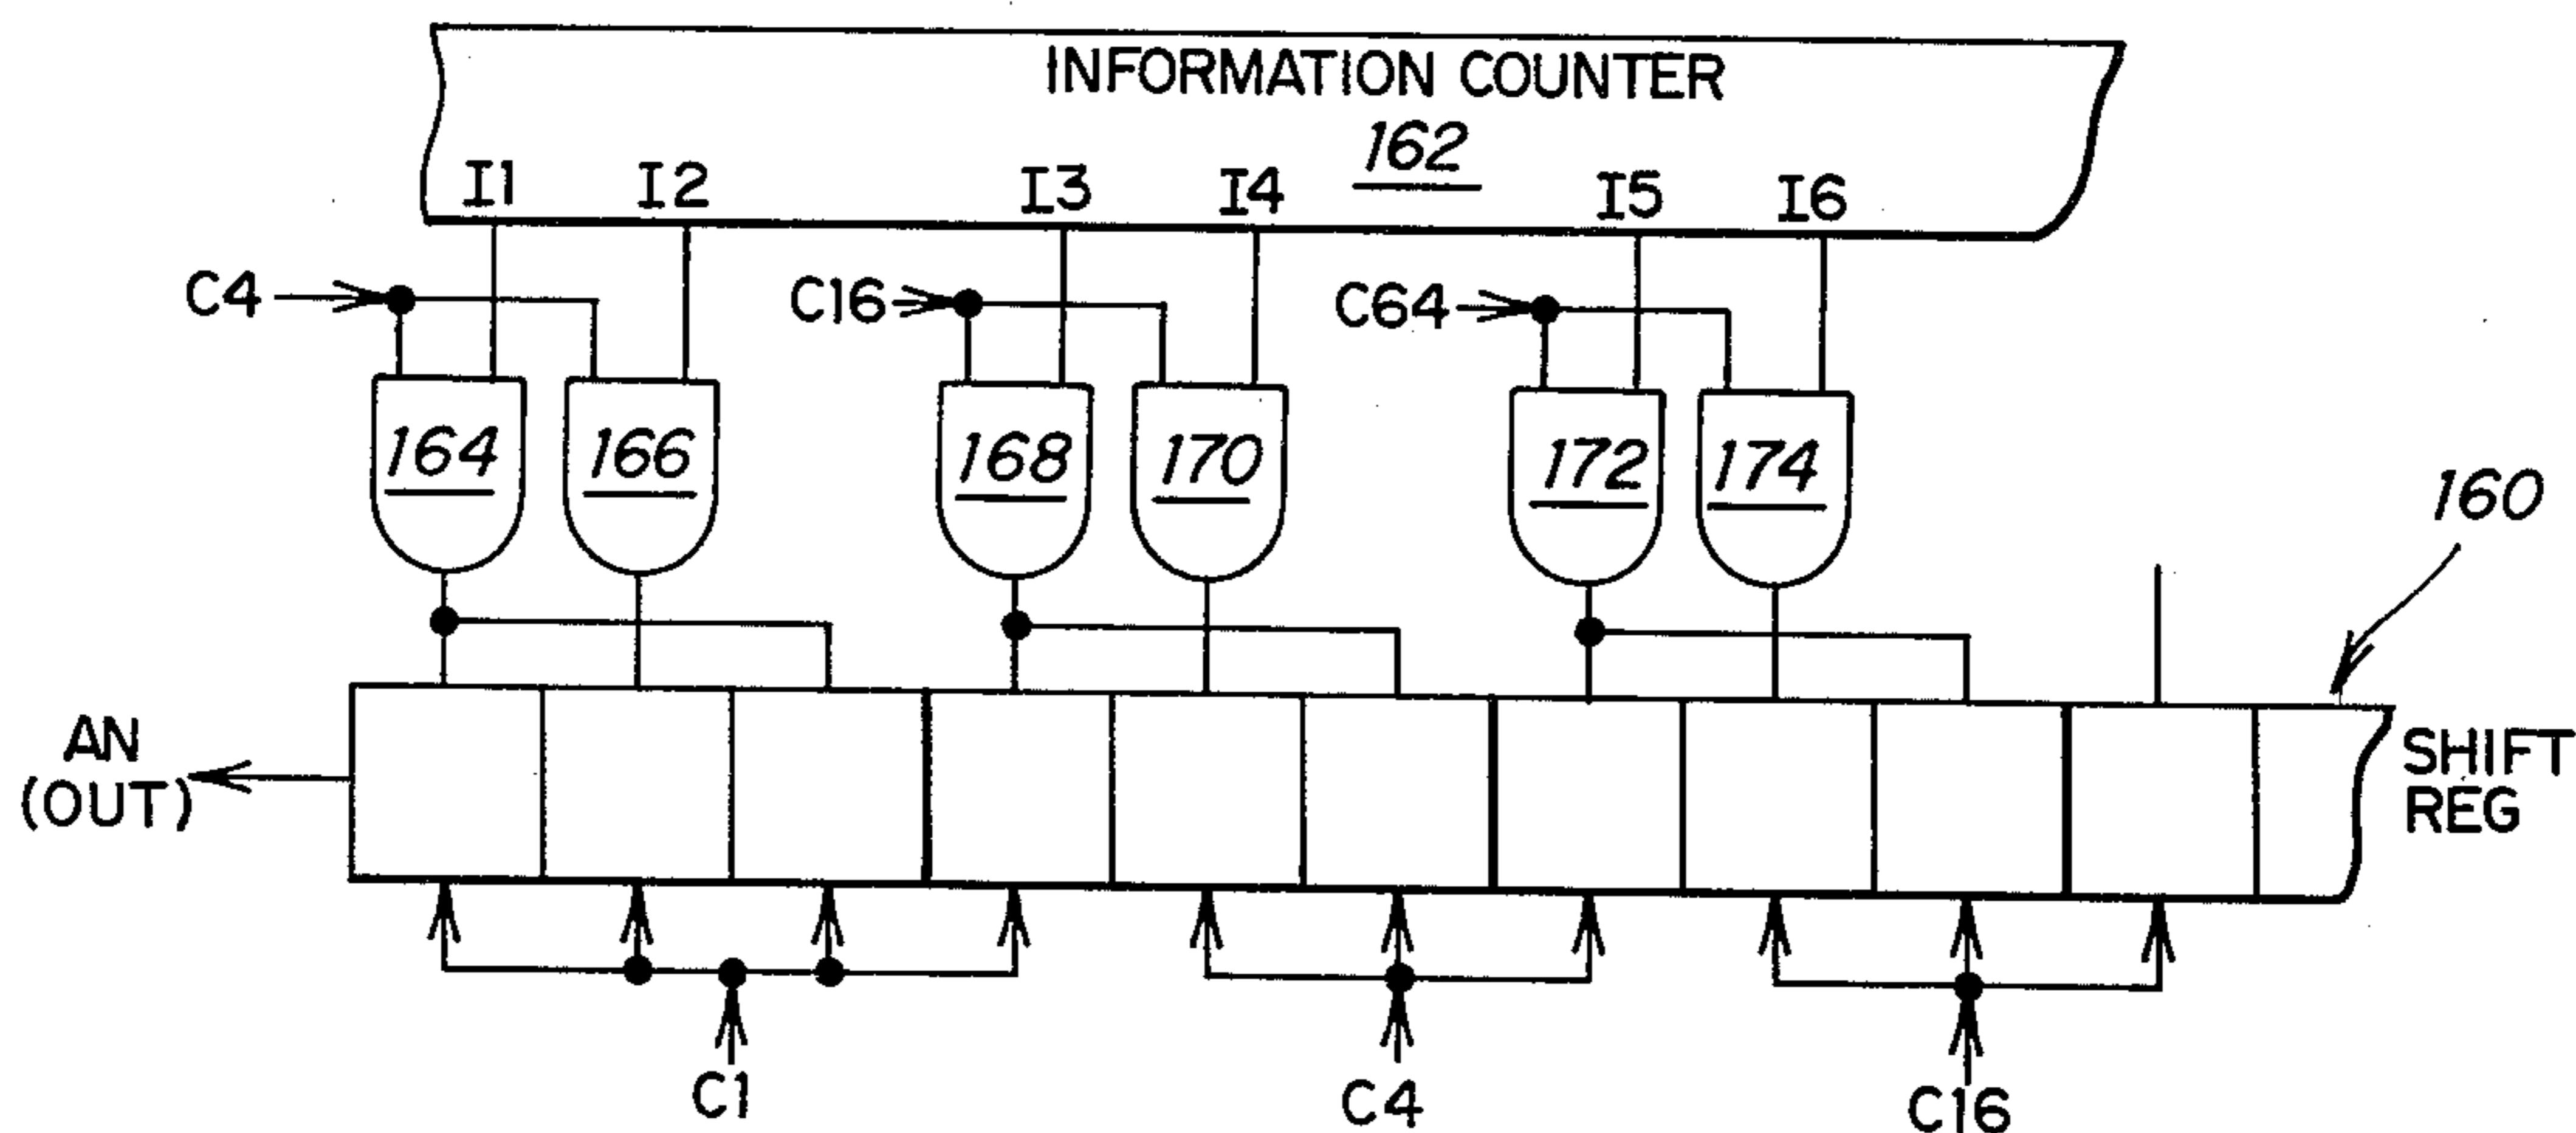 INFORMATION COUNTER
162
I1 I2 I3 I4 I5 I6
C4 C16 C64
164 166 168 170 172 174
160
AN
(OUT)
SHIFT
REG
C1 C4 C16